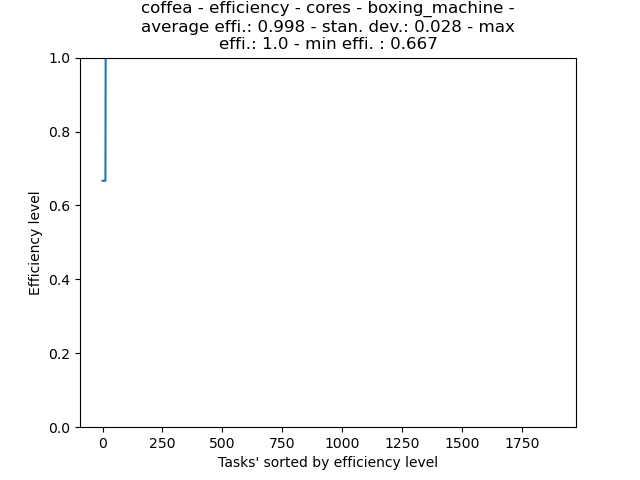 coffea - efficiency - cores - boxing_machine -
average effi.: 0.998 - stan. dev.: 0.028 - max
effi.: 1.0 - min effi. : 0.667
1.0
0.8
0.6
0.4
0.2
0.0
Efficiency level
0 250 500 750 1000 1250 1500 1750
Tasks' sorted by efficiency level